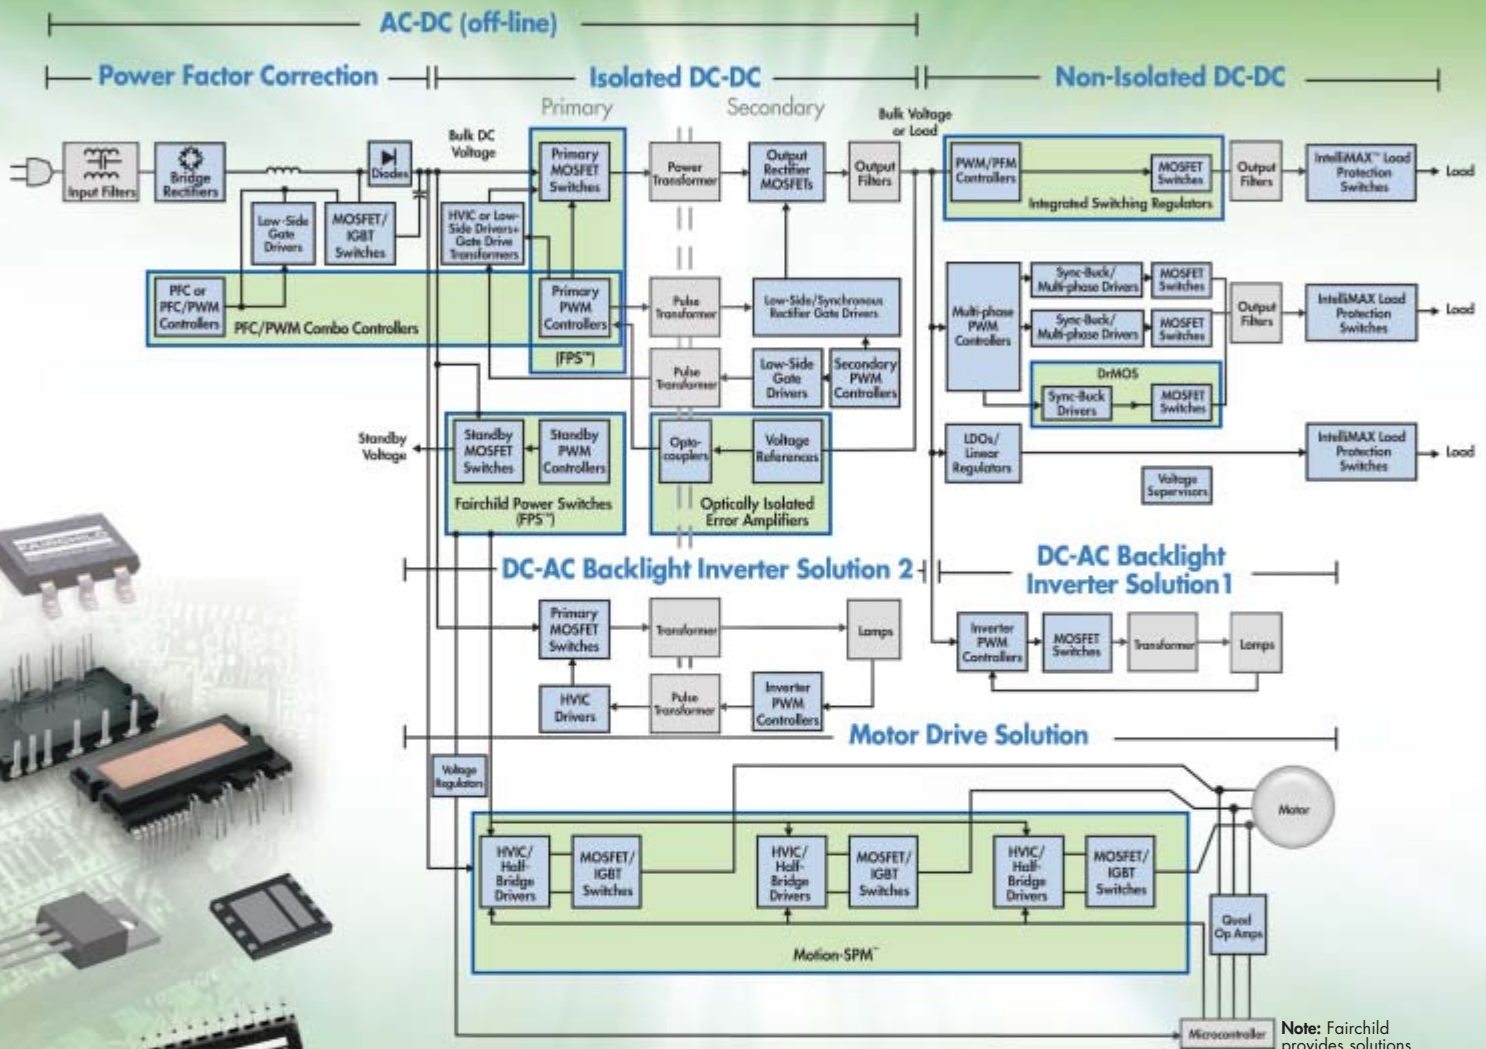 AC-DC (off-line)
Power Factor Correction
Isolated DC-DC
Non-Isolated DC-DC
Primary
Secondary
Bulk Voltage
or Load
Bulk DC
Voltage
Input Filters
Bridge
Rectifiers
Diodes
Primary
MOSFET
Switches
Power
Transformer
Output
Rectifier
MOSFETs
Output
Filters
PWM/PFM
Controllers
MOSFET
Switches
Integrated Switching Regulators
Output
Filters
IntelliMAX™ Load
Protection
Switches
Load
Low-Side
Gate
Drivers
MOSFET/
IGBT
Switches
HVIC or Low-
Side Drivers+
Gate Drive
Transformers
PFC or
PFC/PWM
Controllers
PFC/PWM Combo Controllers
Primary
PWM
Controllers
(FPS™)
Pulse
Transformer
Low-Side/Synchronous
Rectifier Gate Drivers
Pulse
Transformer
Low-Side
Gate
Drivers
Secondary
PWM
Controllers
Multi-phase
PWM
Controllers
Sync-Buck/
Multi-phase Drivers
MOSFET
Switches
Sync-Buck/
Multi-phase Drivers
MOSFET
Switches
DrMOS
Sync-Buck
Drivers
MOSFET
Switches
Output
Filters
IntelliMAX Load
Protection
Switches
Load
Standby
Voltage
Standby
MOSFET
Switches
Standby
PWM
Controllers
Fairchild Power Switches
(FPS™)
Opto-
couplers
Voltage
References
Optically Isolated
Error Amplifiers
LDOs/
Linear
Regulators
Voltage
Supervisors
IntelliMAX Load
Protection
Switches
Load
FAIRCHILD
DC-AC Backlight Inverter Solution 2
DC-AC Backlight
Inverter Solution1
Primary
MOSFET
Switches
Transformer
Lamps
HVIC
Drivers
Pulse
Transformer
Inverter
PWM
Controllers
Inverter
PWM
Controllers
MOSFET
Switches
Transformer
Lamps
Motor Drive Solution
Voltage
Regulators
Motor
HVIC/
Half-
Bridge
Drivers
MOSFET/
IGBT
Switches
HVIC/
Half-
Bridge
Drivers
MOSFET/
IGBT
Switches
HVIC/
Half-
Bridge
Drivers
MOSFET/
IGBT
Switches
Motion-SPM™
Quad
Op Amps
Microcontroller
Note: Fairchild
provides solutions